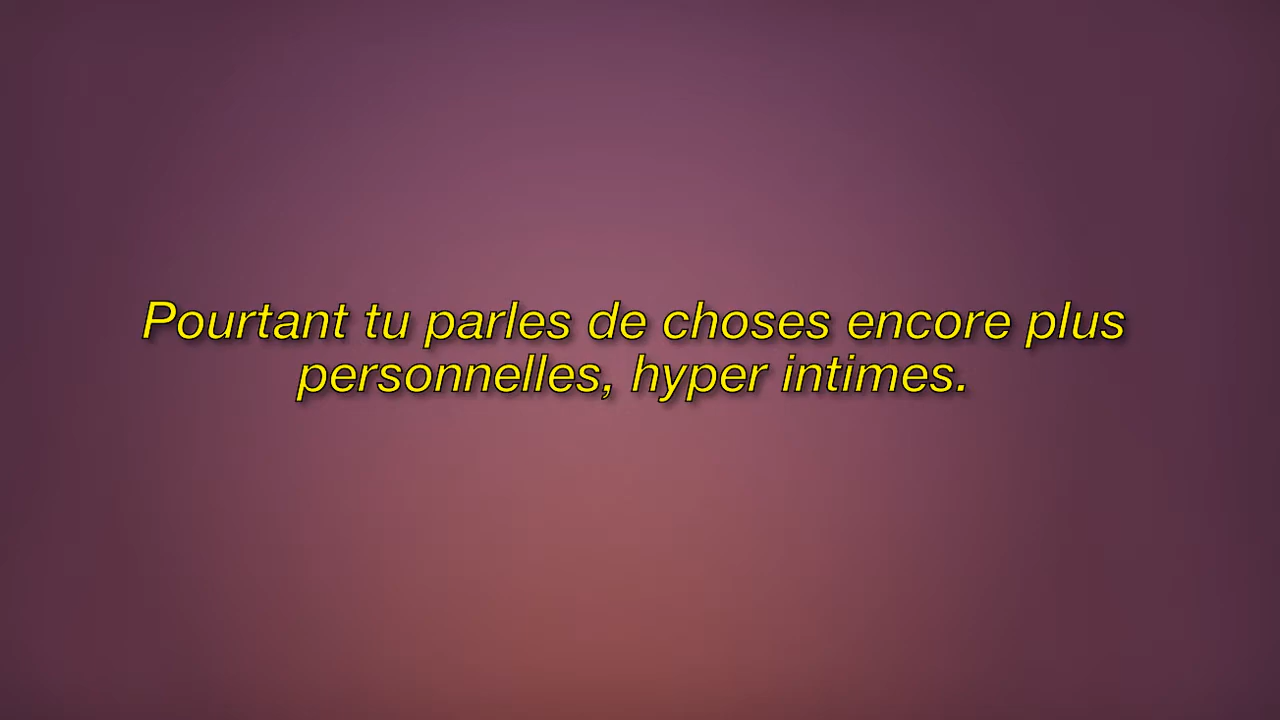 Pourtant tu parles de choses encore plus
personnelles, hyper intimes.